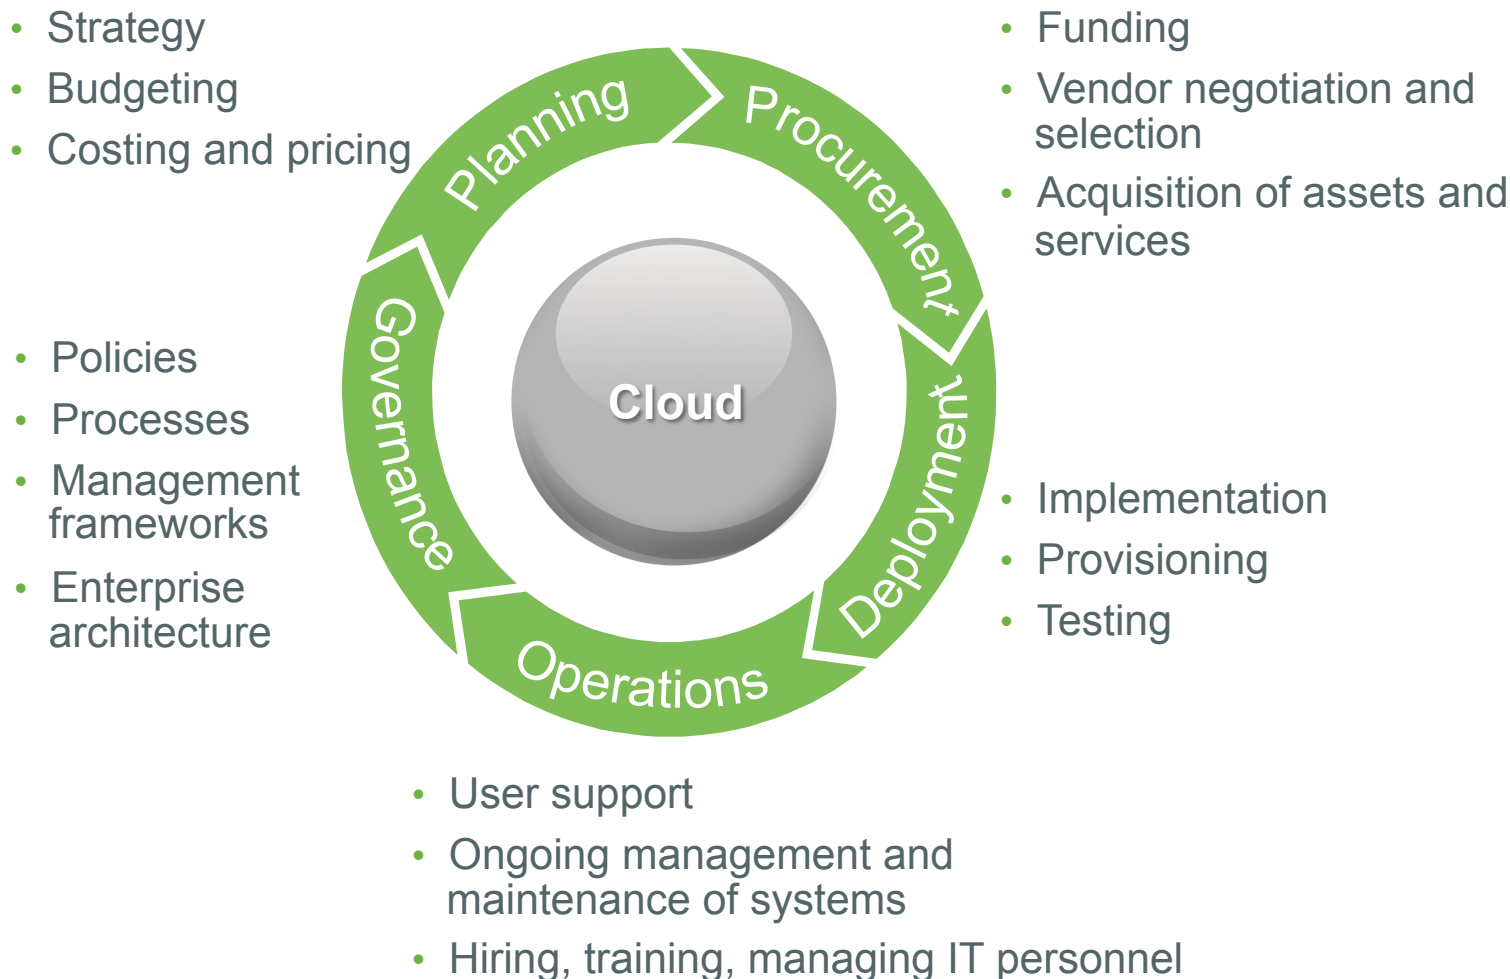 • Strategy
• Budgeting
• Costing and pricing
Planning
Procurement
• Funding
• Vendor negotiation and
selection
• Acquisition of assets and
services
Cloud
Governance
• Policies
• Processes
• Management
frameworks
• Enterprise
architecture
Deployment
• Implementation
• Provisioning
• Testing
Operations
• User support
• Ongoing management and
maintenance of systems
• Hiring, training, managing IT personnel